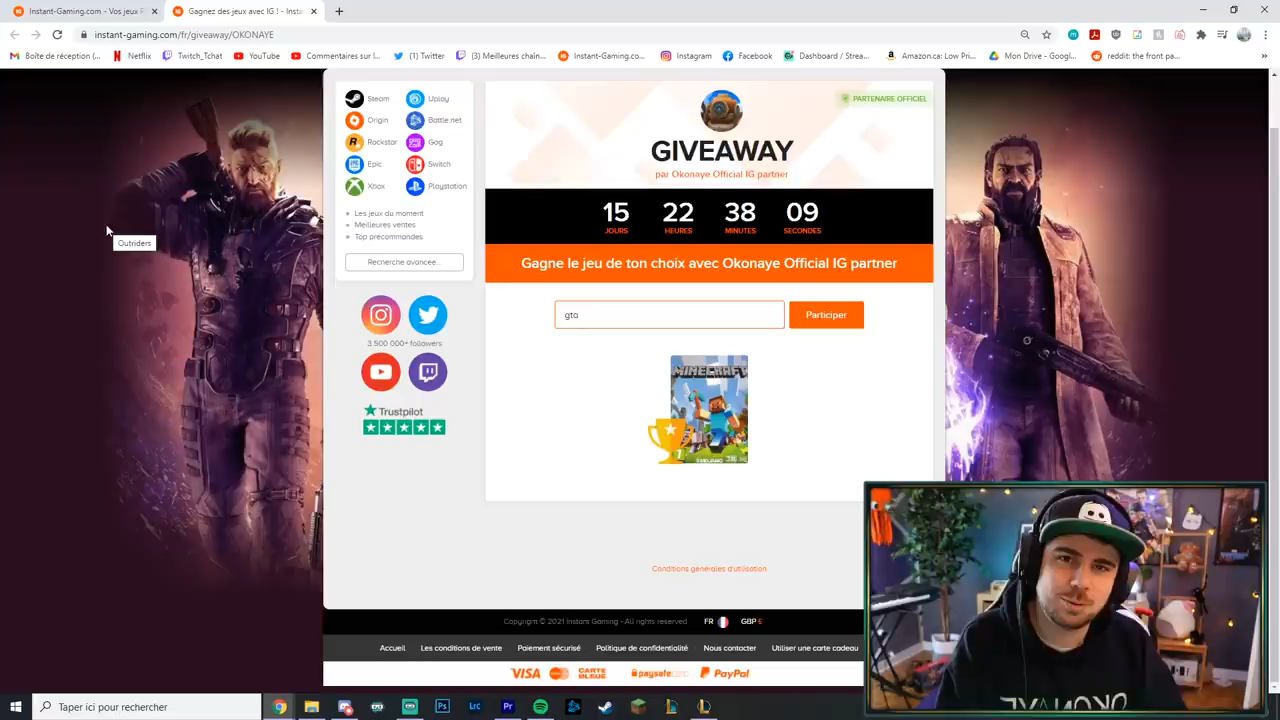 Instant-Gaming.com - Vos jeux P
Gagnez des jeux avec IG ! - Insta
instant-gaming.com/fr/giveaway/OKONAYE
Boîte de réception (...
Netflix
Twitch_Tchat
YouTube
Commentaires sur l...
(1) Twitter
(3) Meilleures chaîn...
Instant-Gaming.co...
Instagram
Facebook
Dashboard / Strea...
Amazon.ca: Low Pri...
Mon Drive - Googl...
reddit: the front pa...
Steam
Uplay
Origin
Battle.net
Rockstar
Gog
Epic
Switch
Xbox
Playstation
Les jeux du moment
Meilleures ventes
Top précommandes
Recherche avancée...
3 500 000+ followers
Trustpilot
Outriders
PARTENAIRE OFFICIEL
GIVEAWAY
par Okonaye Official IG partner
15 22 38 09
JOURS HEURES MINUTES SECONDES
Gagne le jeu de ton choix avec Okonaye Official IG partner
gta
Participer
MINECRAFT
Conditions générales d'utilisation
Copyright © 2021 Instant Gaming - All rights reserved
FR
GBP £
Accueil
Les conditions de vente
Paiement sécurisé
Politique de confidentialité
Nous contacter
Utiliser une carte cadeau
VISA
MasterCard
CARTE BLEUE
paysafecard
PayPal
OKONAYE
Taper ici pour rechercher